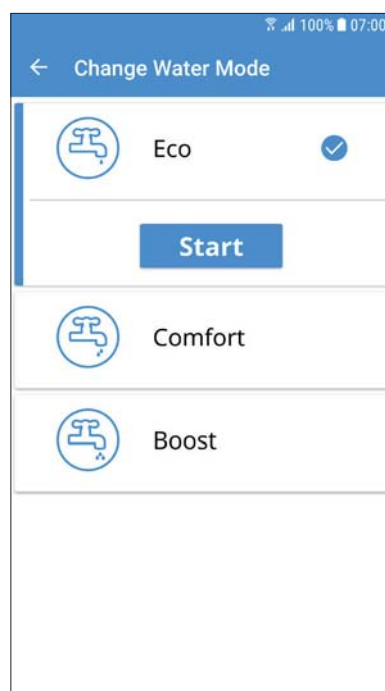 100% 07:00
Change Water Mode
Eco
Start
Comfort
Boost